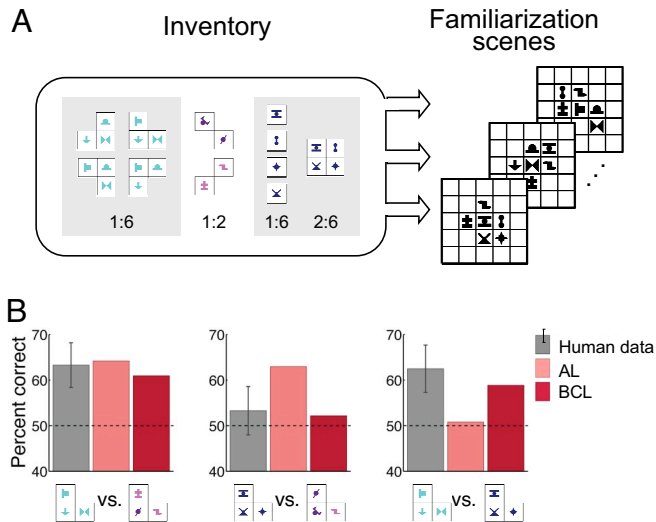 A
Inventory
Familiarization
scenes
1:6
1:2
1:6
2:6
B
Percent correct
70
60
50
40
vs.
70
60
50
40
vs.
70
60
50
40
vs.
Human data
AL
BCL